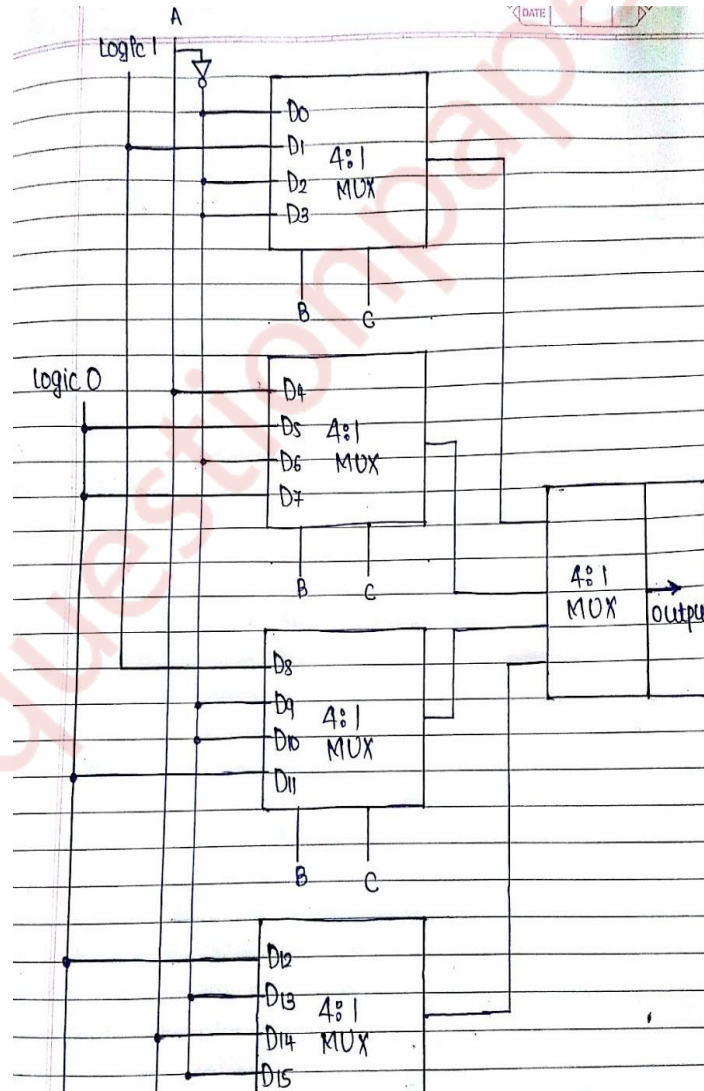 DATE
A
Logic 1
D0
D1
D2
D3
4:1
MUX
B C
Logic 0
D4
D5
D6
D7
4:1
MUX
B C
4:1
MUX
output
D8
D9
D10
D11
4:1
MUX
B C
D12
D13
D14
D15
4:1
MUX
questionpape